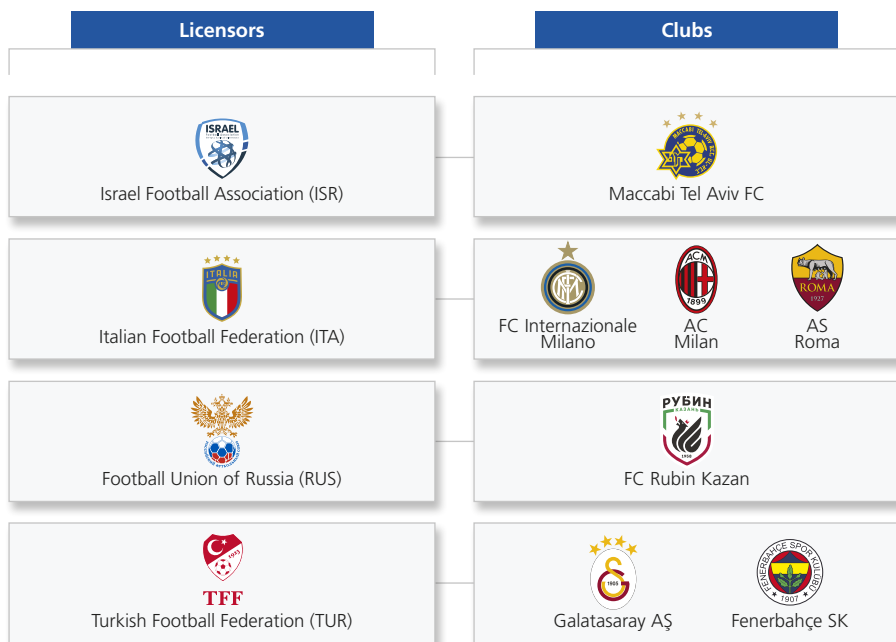 Licensors
Clubs
ISRAEL
Israel Football Association (ISR)
Maccabi Tel Aviv FC
ITALIA
Italian Football Federation (ITA)
FC Internazionale
Milano
ACM
1899
AC
Milan
ROMA
1927
AS
Roma
Football Union of Russia (RUS)
РУБИН
КАЗАНЬ
1958
FC Rubin Kazan
1923
TFF
Turkish Football Federation (TUR)
1905
Galatasaray AŞ
FENERBAHÇE SPOR KULÜBÜ
1907
Fenerbahçe SK